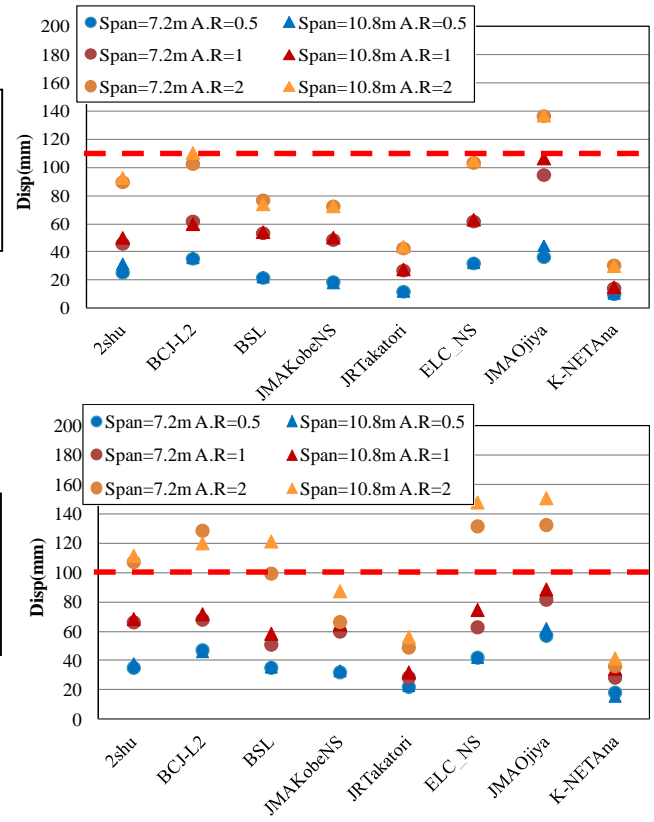 200
180
160
140
120
100
80
60
40
20
0
Disp(mm)
Span=7.2m A.R=0.5 Span=10.8m A.R=0.5
Span=7.2m A.R=1 Span=10.8m A.R=1
Span=7.2m A.R=2 Span=10.8m A.R=2
2shu BCJ-L2 BSL JMAKobeNS JRTakatori ELC_NS JMAOjiya K-NETAna
200
180
160
140
120
100
80
60
40
20
0
Disp(mm)
Span=7.2m A.R=0.5 Span=10.8m A.R=0.5
Span=7.2m A.R=1 Span=10.8m A.R=1
Span=7.2m A.R=2 Span=10.8m A.R=2
2shu BCJ-L2 BSL JMAKobeNS JRTakatori ELC_NS JMAOjiya K-NETAna